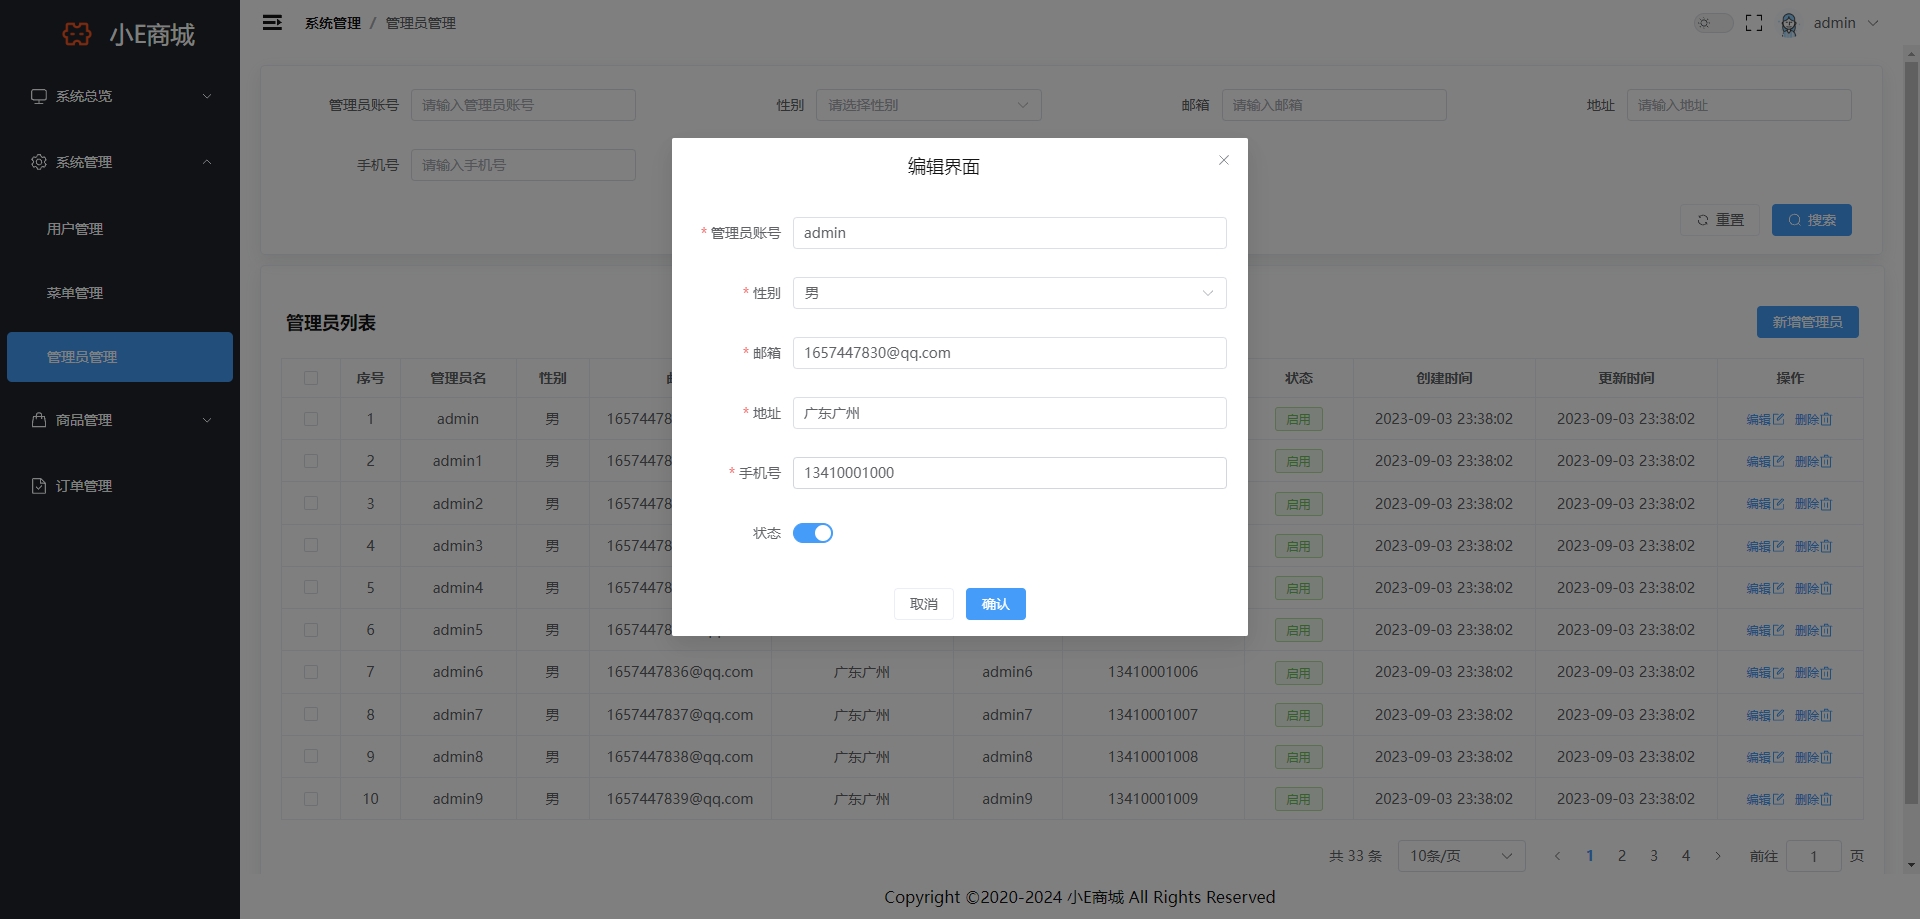 小E商城
系统总览
系统管理
用户管理
菜单管理
管理员管理
商品管理
订单管理
系统管理 / 管理员管理
admin
管理员账号 请输入管理员账号 性别 请选择性别 邮箱 请输入邮箱 地址 请输入地址
手机号 请输入手机号
重置 搜索
管理员列表 新增管理员
序号 管理员名 性别 状态 创建时间 更新时间 操作
1 admin 男 16574478 启用 2023-09-03 23:38:02 2023-09-03 23:38:02 编辑 删除
2 admin1 男 16574478 启用 2023-09-03 23:38:02 2023-09-03 23:38:02 编辑 删除
3 admin2 男 16574478 启用 2023-09-03 23:38:02 2023-09-03 23:38:02 编辑 删除
4 admin3 男 16574478 启用 2023-09-03 23:38:02 2023-09-03 23:38:02 编辑 删除
5 admin4 男 16574478 启用 2023-09-03 23:38:02 2023-09-03 23:38:02 编辑 删除
6 admin5 男 16574478 启用 2023-09-03 23:38:02 2023-09-03 23:38:02 编辑 删除
7 admin6 男 1657447836@qq.com 广东广州 admin6 13410001006 启用 2023-09-03 23:38:02 2023-09-03 23:38:02 编辑 删除
8 admin7 男 1657447837@qq.com 广东广州 admin7 13410001007 启用 2023-09-03 23:38:02 2023-09-03 23:38:02 编辑 删除
9 admin8 男 1657447838@qq.com 广东广州 admin8 13410001008 启用 2023-09-03 23:38:02 2023-09-03 23:38:02 编辑 删除
10 admin9 男 1657447839@qq.com 广东广州 admin9 13410001009 启用 2023-09-03 23:38:02 2023-09-03 23:38:02 编辑 删除
共 33 条 10条/页 1 2 3 4 前往 1 页
Copyright ©2020-2024 小E商城 All Rights Reserved
编辑界面
* 管理员账号 admin
* 性别 男
* 邮箱 1657447830@qq.com
* 地址 广东广州
* 手机号 13410001000
状态
取消 确认